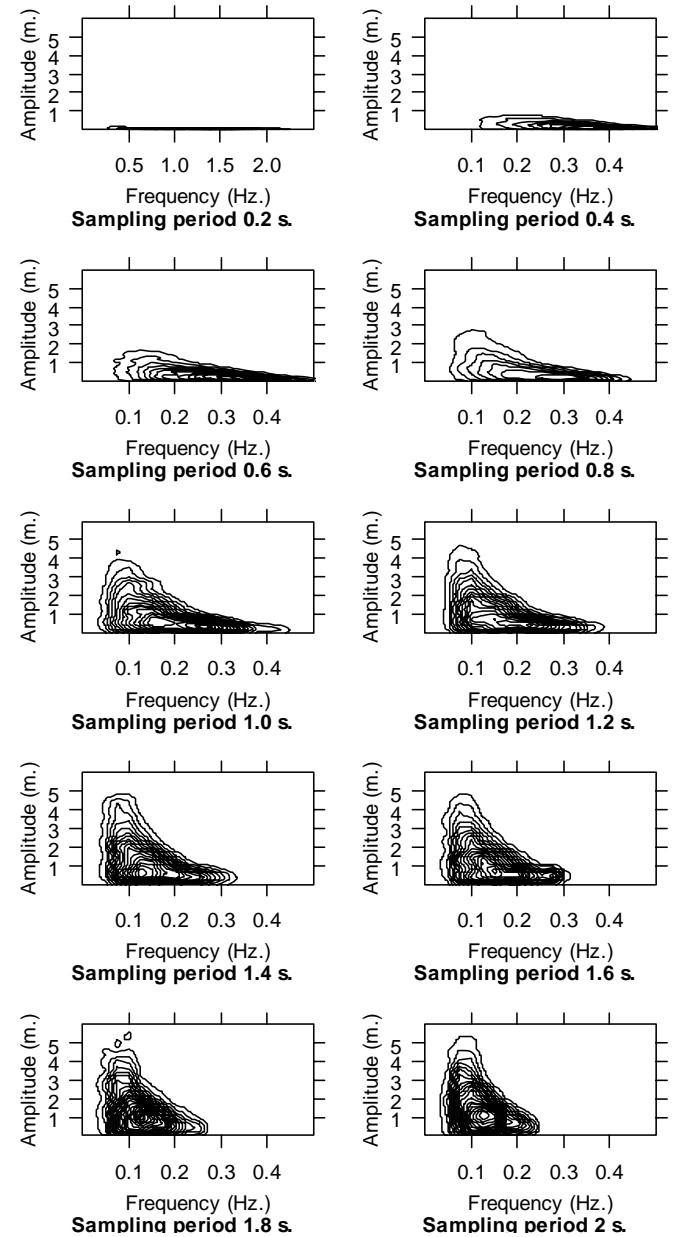 Amplitude (m.)
5
4
3
2
1
0.5 1.0 1.5 2.0
Frequency (Hz.)
Sampling period 0.2 s.
Amplitude (m.)
5
4
3
2
1
0.1 0.2 0.3 0.4
Frequency (Hz.)
Sampling period 0.4 s.
Amplitude (m.)
5
4
3
2
1
0.1 0.2 0.3 0.4
Frequency (Hz.)
Sampling period 0.6 s.
Amplitude (m.)
5
4
3
2
1
0.1 0.2 0.3 0.4
Frequency (Hz.)
Sampling period 0.8 s.
Amplitude (m.)
5
4
3
2
1
0.1 0.2 0.3 0.4
Frequency (Hz.)
Sampling period 1.0 s.
Amplitude (m.)
5
4
3
2
1
0.1 0.2 0.3 0.4
Frequency (Hz.)
Sampling period 1.2 s.
Amplitude (m.)
5
4
3
2
1
0.1 0.2 0.3 0.4
Frequency (Hz.)
Sampling period 1.4 s.
Amplitude (m.)
5
4
3
2
1
0.1 0.2 0.3 0.4
Frequency (Hz.)
Sampling period 1.6 s.
Amplitude (m.)
5
4
3
2
1
0.1 0.2 0.3 0.4
Frequency (Hz.)
Sampling period 1.8 s.
Amplitude (m.)
5
4
3
2
1
0.1 0.2 0.3 0.4
Frequency (Hz.)
Sampling period 2 s.